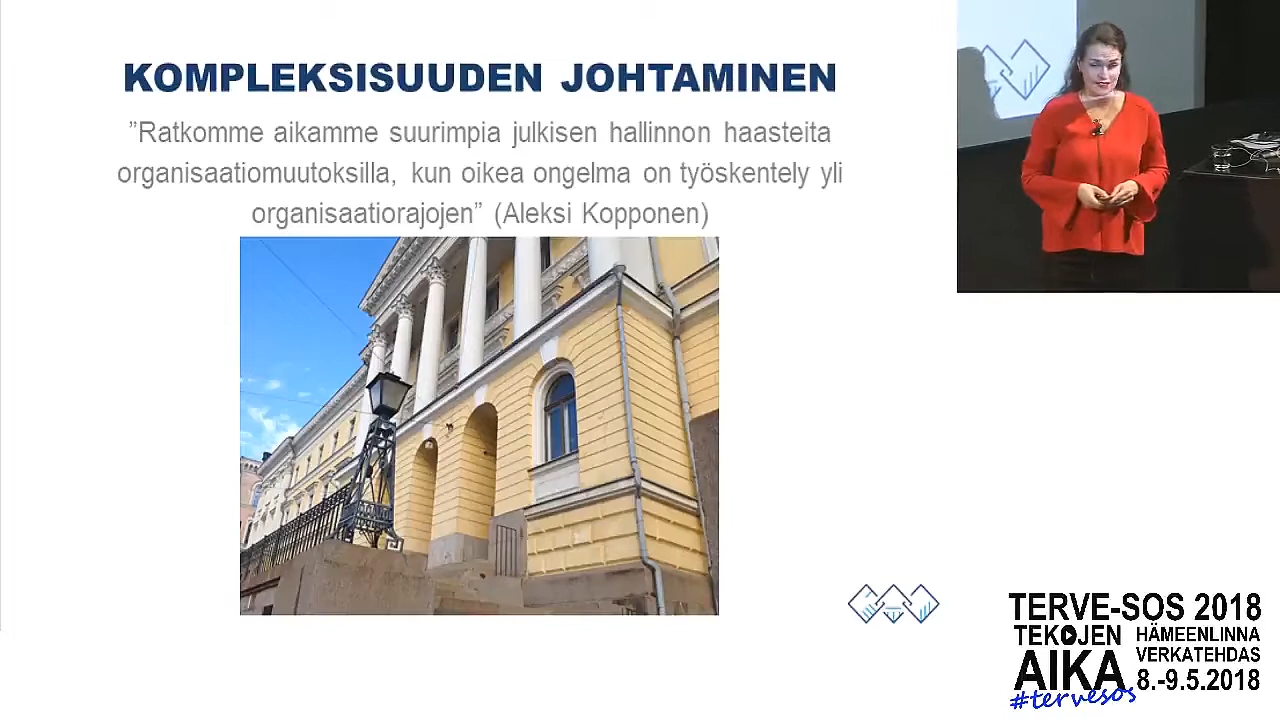 KOMPLEKSISUUDEN JOHTAMINEN
”Ratkomme aikamme suurimpia julkisen hallinnon haasteita
organisaatiomuutoksilla, kun oikea ongelma on työskentely yli
organisaatiorajojen” (Aleksi Kopponen)
TERVE-SOS 2018
TEKOJEN
AIKA
HÄMEENLINNA
VERKATEHDAS
8.-9.5.2018
#tervesos